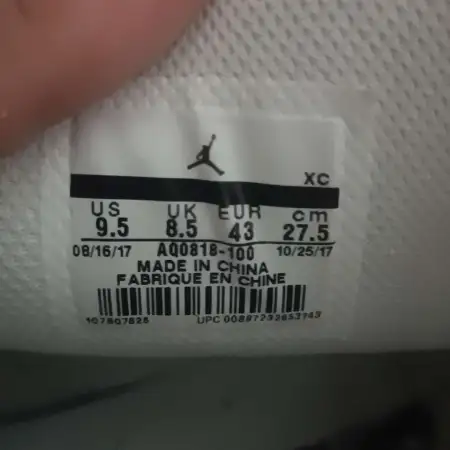 XC
US UK EUR cm
9.5 8.5 43 27.5
08/16/17 AQ0818-100 10/25/17
MADE IN CHINA
FABRIQUE EN CHINE
UPC